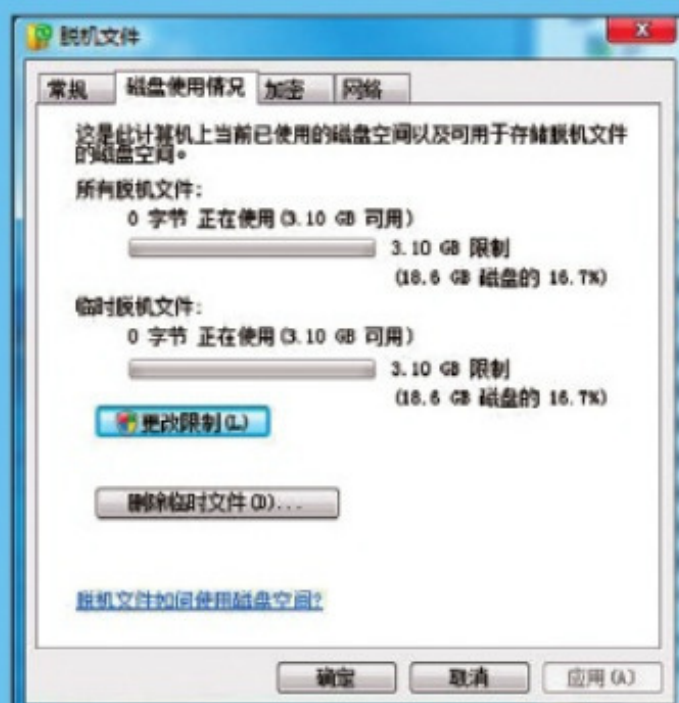 脱机文件
常规 磁盘使用情况 加密 网络
这是此计算机上当前已使用的磁盘空间以及可用于存储脱机文件
的磁盘空间。
所有脱机文件:
0 字节 正在使用(3.10 GB 可用)
3.10 GB 限制
(18.6 GB 磁盘的 16.7%)
临时脱机文件:
0 字节 正在使用(3.10 GB 可用)
3.10 GB 限制
(18.6 GB 磁盘的 16.7%)
更改限制(L)
删除临时文件(D)...
脱机文件如何使用磁盘空间?
确定 取消 应用(A)